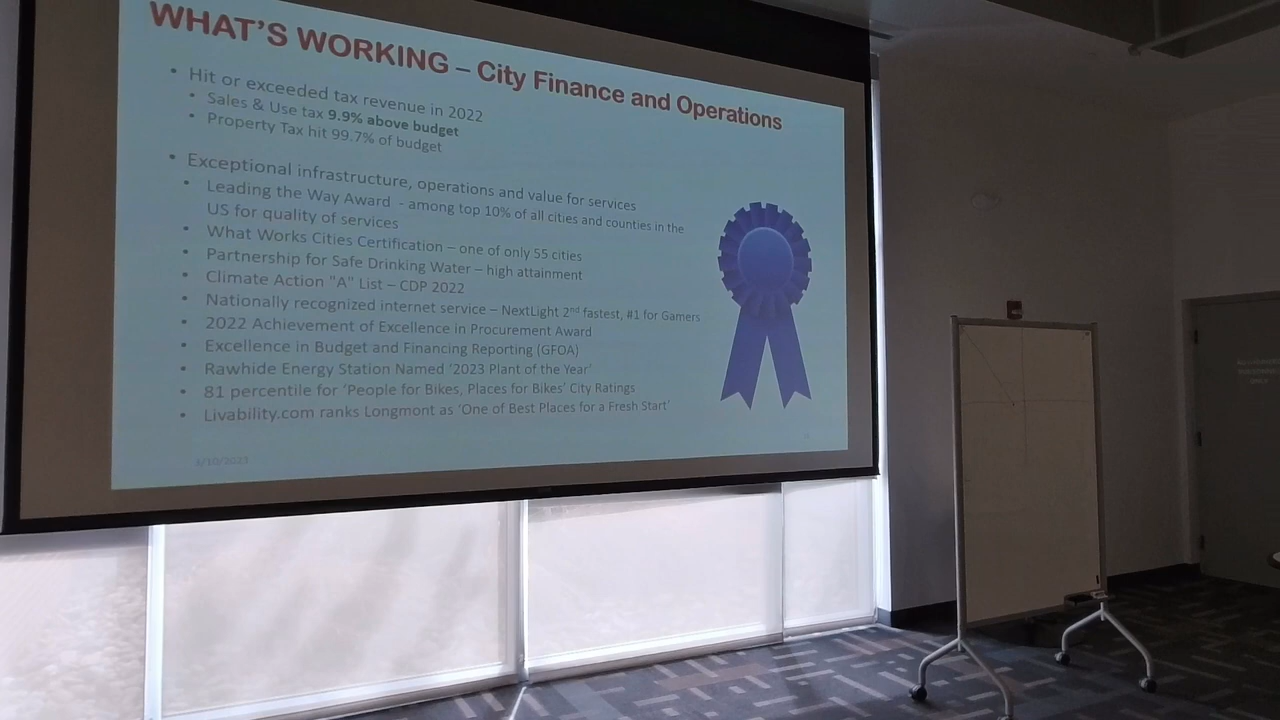 WHAT'S WORKING – City Finance and Operations
• Hit or exceeded tax revenue in 2022
• Sales & Use tax 9.9% above budget
• Property Tax hit 99.7% of budget
• Exceptional infrastructure, operations and value for services
• Leading the Way Award - among top 10% of all cities and counties in the
US for quality of services
• What Works Cities Certification – one of only 55 cities
• Partnership for Safe Drinking Water – high attainment
• Climate Action "A" List – CDP 2022
• Nationally recognized internet service – NextLight 2nd fastest, #1 for Gamers
• 2022 Achievement of Excellence in Procurement Award
• Excellence in Budget and Financing Reporting (GFOA)
• Rawhide Energy Station Named '2023 Plant of the Year'
• 81 percentile for 'People for Bikes, Places for Bikes' City Ratings
• Livability.com ranks Longmont as 'One of Best Places for a Fresh Start'